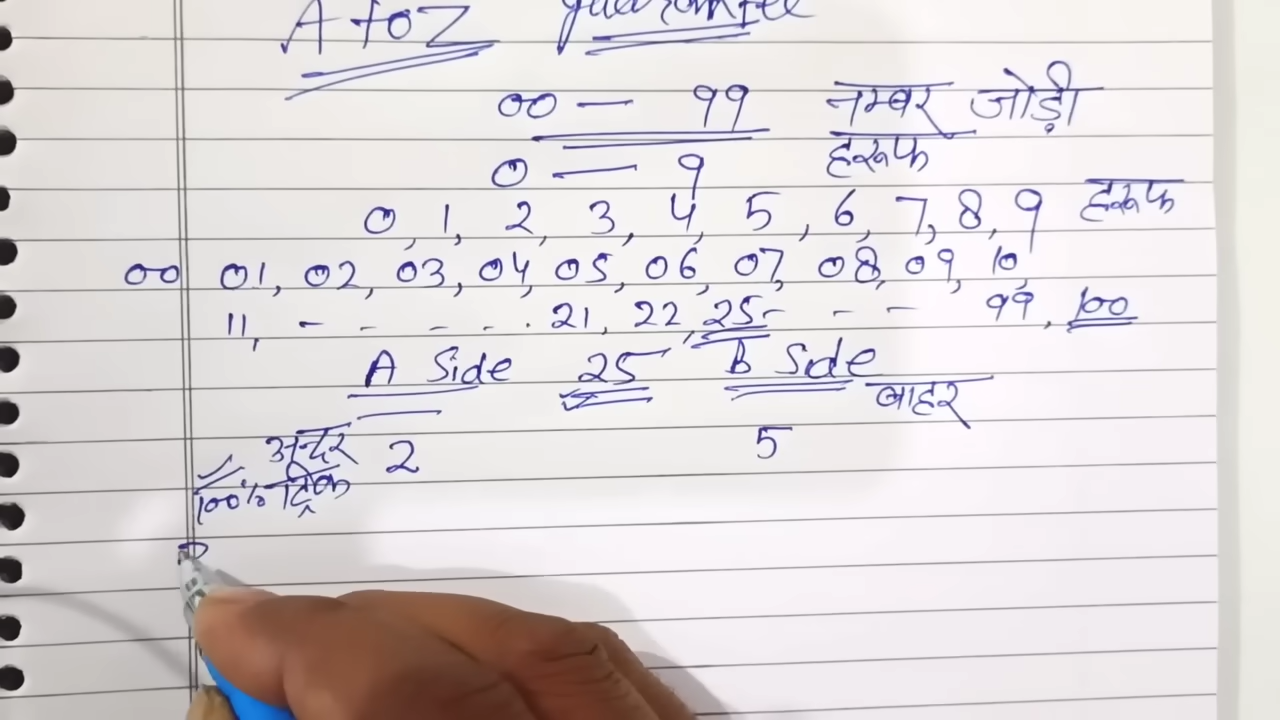 A to Z guarantee
00 — 99 नम्बर जोड़ी
0 — 9 हरूफ
0, 1, 2, 3, 4, 5, 6, 7, 8, 9 हरूफ
00 01, 02, 03, 04, 05, 06, 07, 08, 09, 10,
11, - - - - . 21, 22, 25 - - - 99, 100
A Side 25 B Side
बाहर
अन्दर 2 5
100% ट्रिक